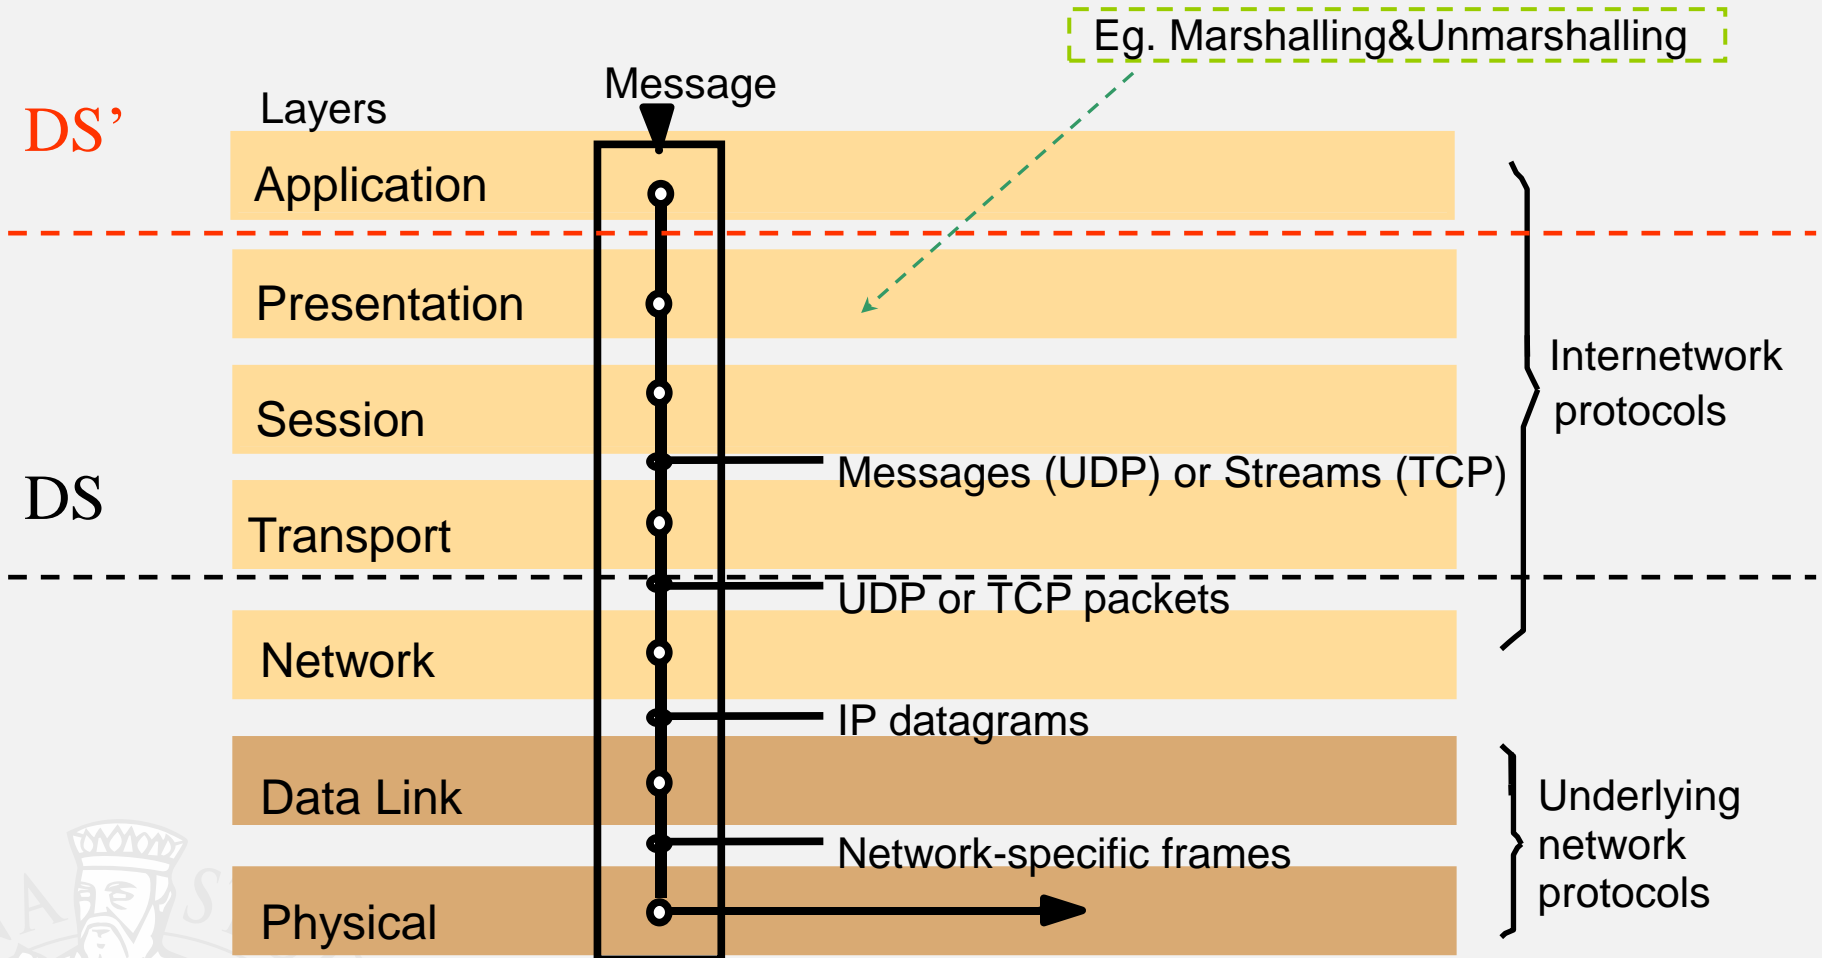 Eg. Marshalling&Unmarshalling
Message
Layers
DS’
Application
Presentation
Internetwork
protocols
Session
Messages (UDP) or Streams (TCP)
DS
Transport
UDP or TCP packets
Network
IP datagrams
Data Link
Underlying
network
protocols
Network-specific frames
Physical